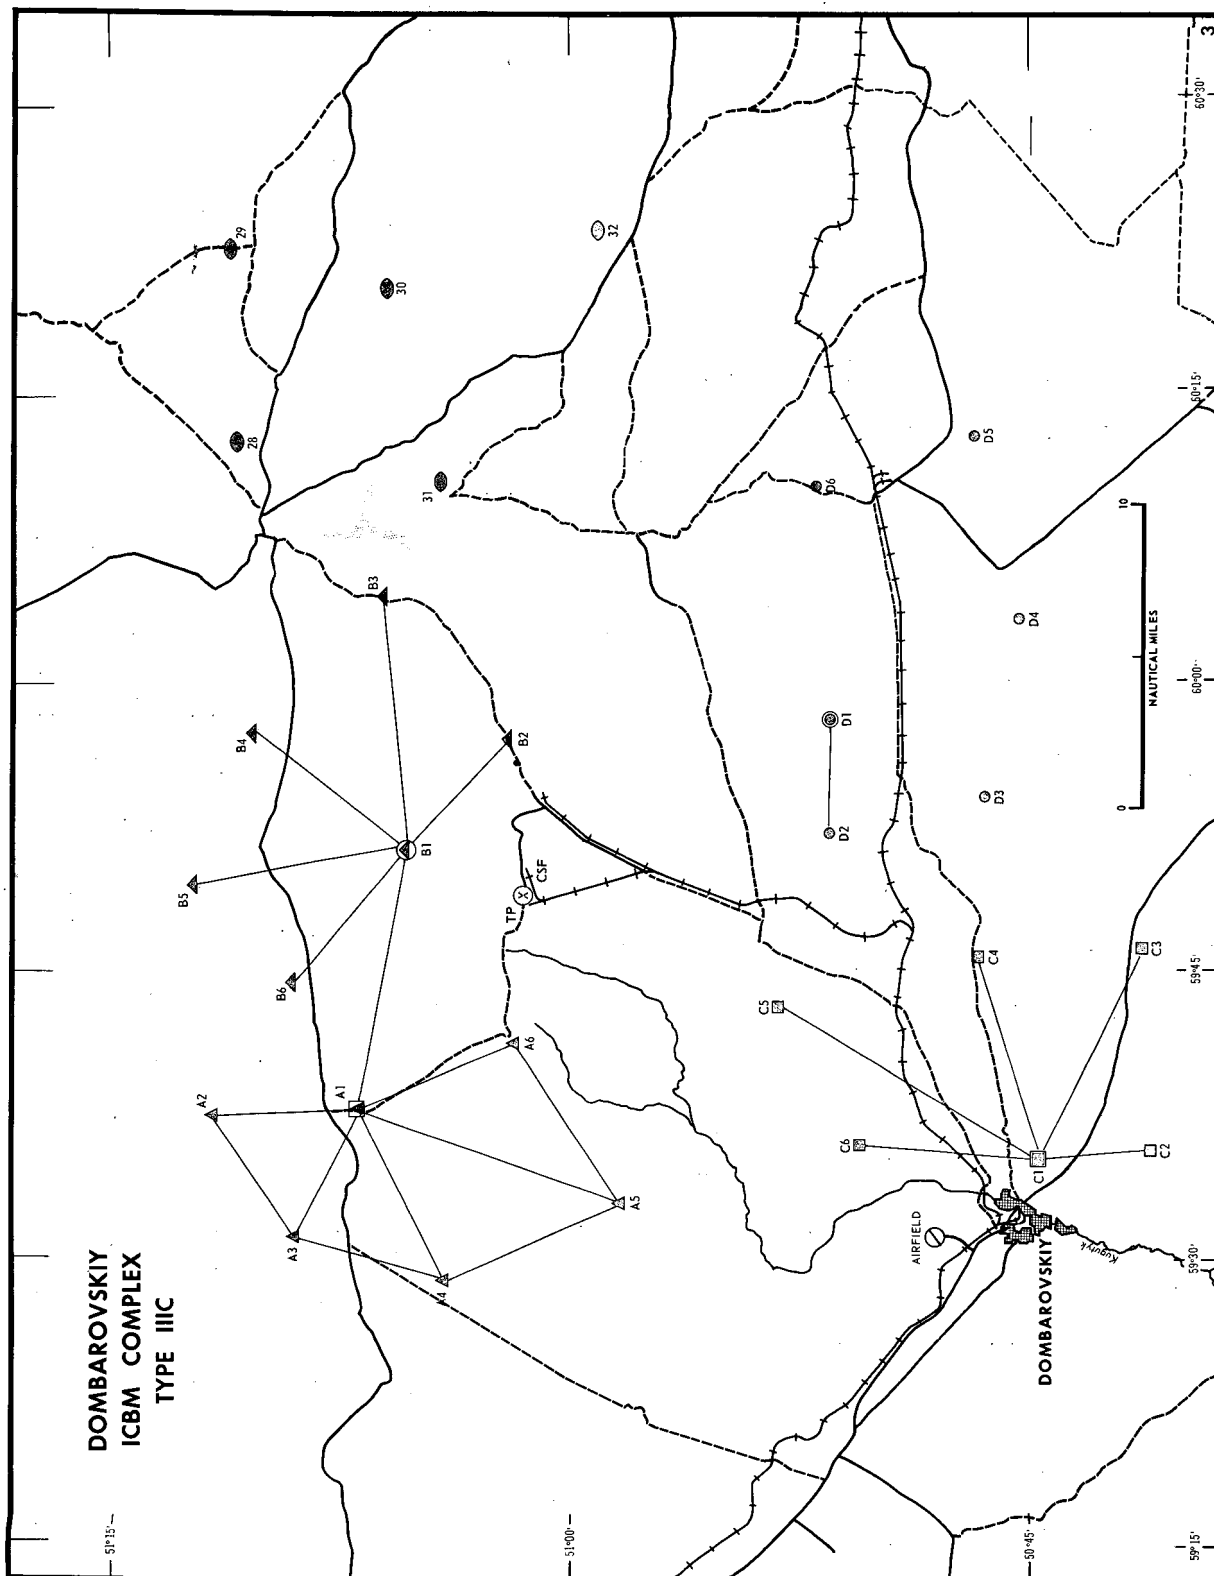 DOMBAROVSKIY
ICBM COMPLEX
TYPE IIIC
51°15'
51°00'
50°45'
59°15'
59°30'
59°45'
60°00'
60°15'
60°30'
A2
A3
A1
A4
A5
A6
B6
B5
B4
B1
B2
B3
28
29
30
31
32
TP
CSF
C5
C6
C4
C3
C1
C2
D2
D1
D3
D4
D5
D6
AIRFIELD
DOMBAROVSKIY
Kugutyk
0
10
NAUTICAL MILES
3